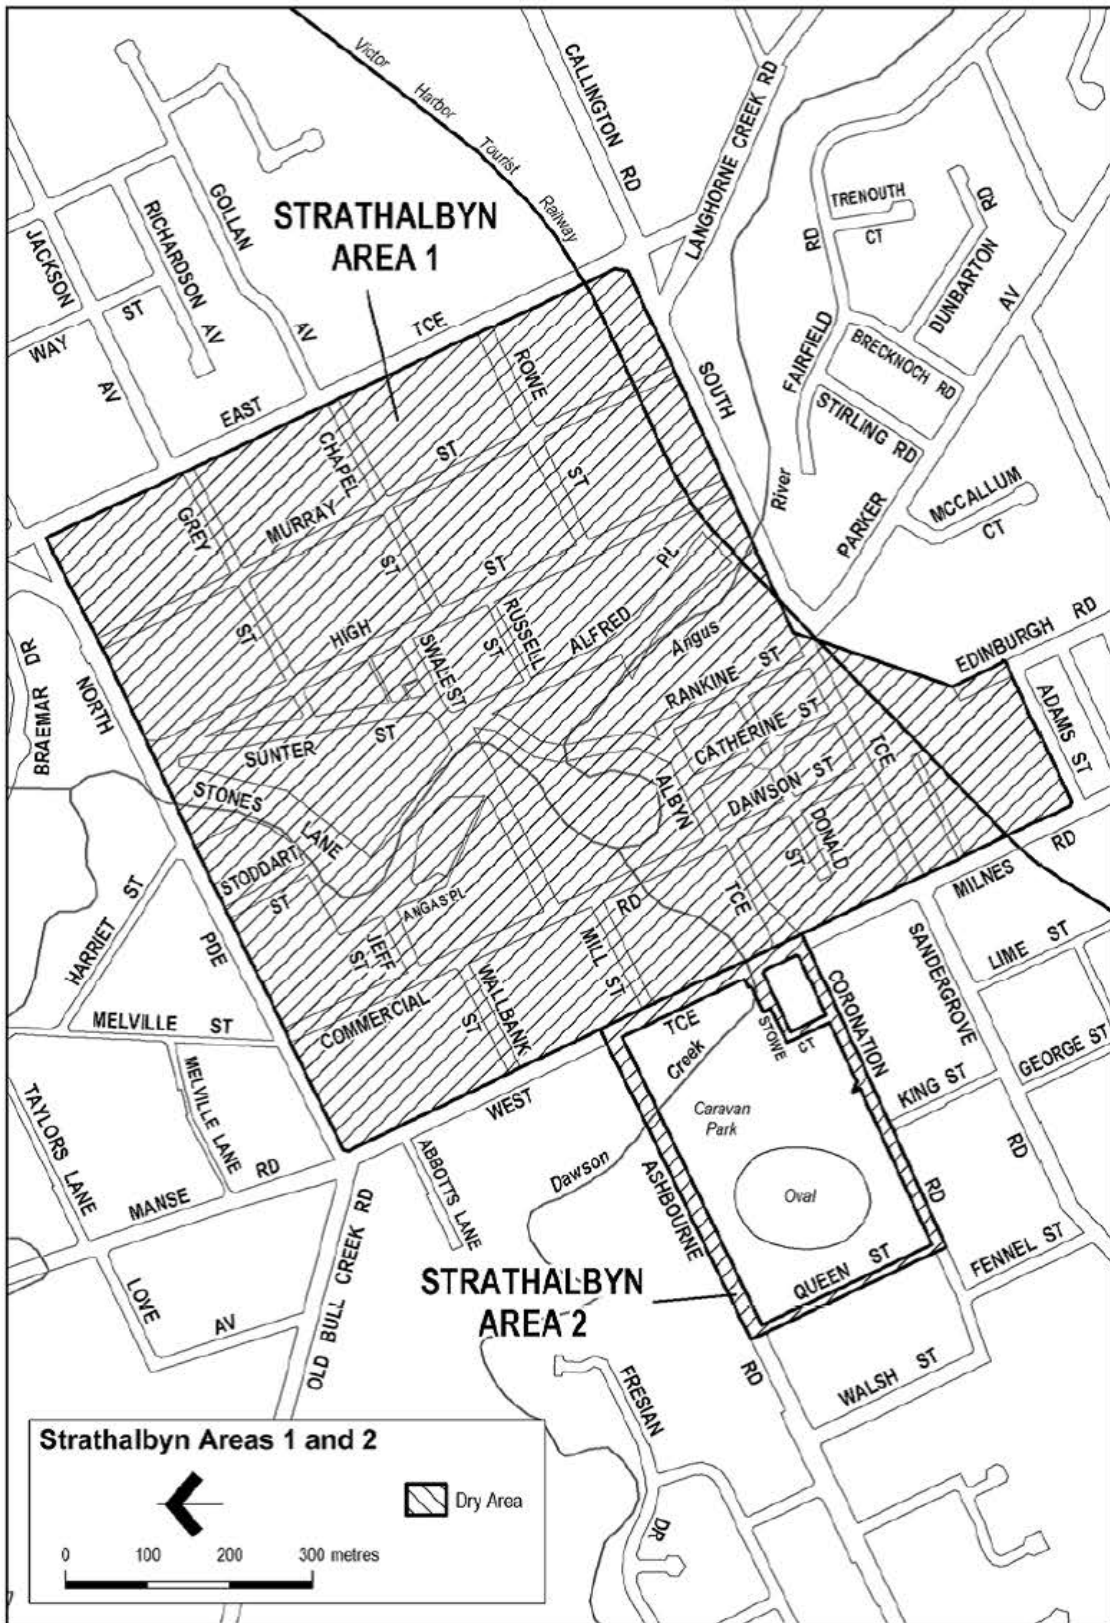 Victor
Harbor
Tourist
Railway
CALLINGTON
RD
LANGHORNE CREEK RD
TRENOUTH
CT
RD
DUNBARTON
RD
AV
FAIRFIELD
BRECKNOCH RD
STIRLING RD
PARKER
MCCALLUM
CT
River
SOUTH
JACKSON
AV
RICHARDSON
AV
GOLLAN
AV
WAY
ST
STRATHALBYN
AREA 1
EAST
TCE
ROWE
ST
CHAPEL
ST
MURRAY
ST
GREY
ST
HIGH
ST
RUSSELL
ST
SWALE ST
ALFRED
PL
Angus
RANKINE ST
CATHERINE ST
DAWSON ST
DONALD
ST
ALBYN
TCE
TCE
EDINBURGH RD
ADAMS ST
BRAEMAR DR
NORTH
PDE
SUNTER
ST
STONES
LANE
STODDART
ST
ANGAS PL
JEFF
ST
COMMERCIAL
RD
WALLBANK
ST
MILL ST
HARRIET ST
MELVILLE ST
MELVILLE LANE
TAYLORS LANE
MANSE
RD
LOVE
AV
OLD BULL CREEK RD
ABBOTTS LANE
WEST
TCE
Creek
Dawson
STOWE
CT
CORONATION
RD
MILNES
RD
LIME ST
SANDERGROVE
RD
GEORGE ST
KING ST
FENNEL ST
Caravan
Park
Oval
ASHBOURNE
RD
QUEEN ST
WALSH ST
STRATHALBYN
AREA 2
FRESIAN
DR
Strathalbyn Areas 1 and 2
Dry Area
0 100 200 300 metres